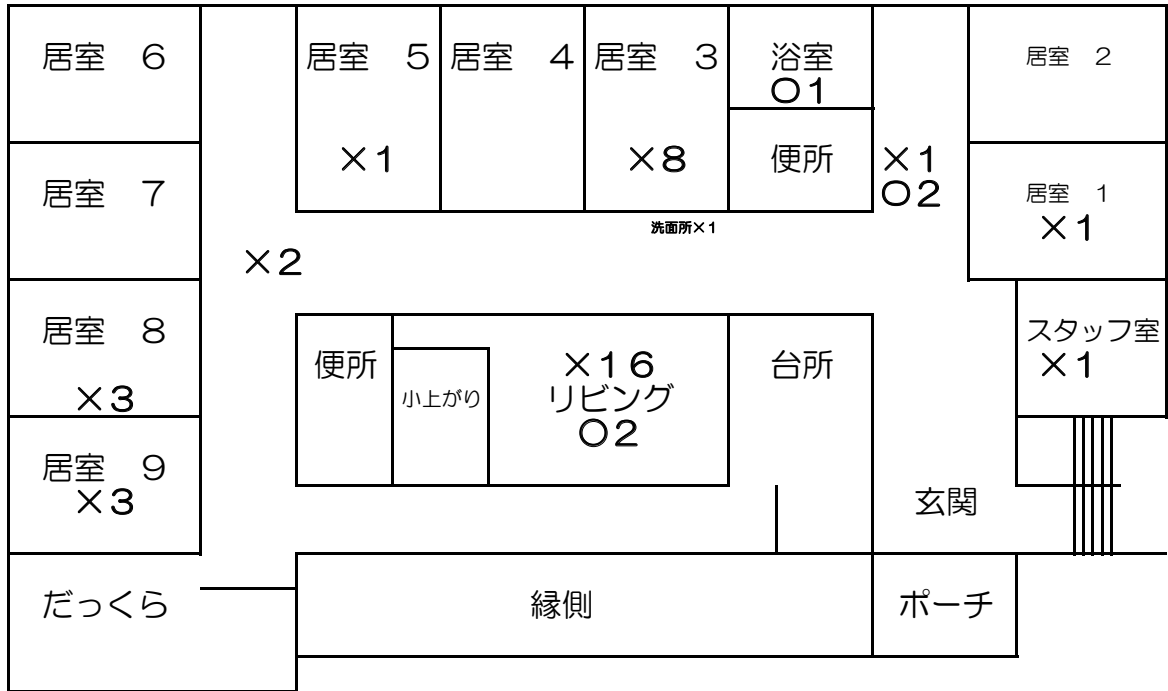 居室　6
居室　5
居室　4
居室　3
浴室
○1
居室　2
×1
×8
便所
×1
○2
居室　7
居室　1
×1
洗面所×1
×2
居室　8
×3
便所
小上がり
×16
リビング
○2
台所
スタッフ室
×1
居室　9
×3
玄関
だっくら
縁側
ポーチ